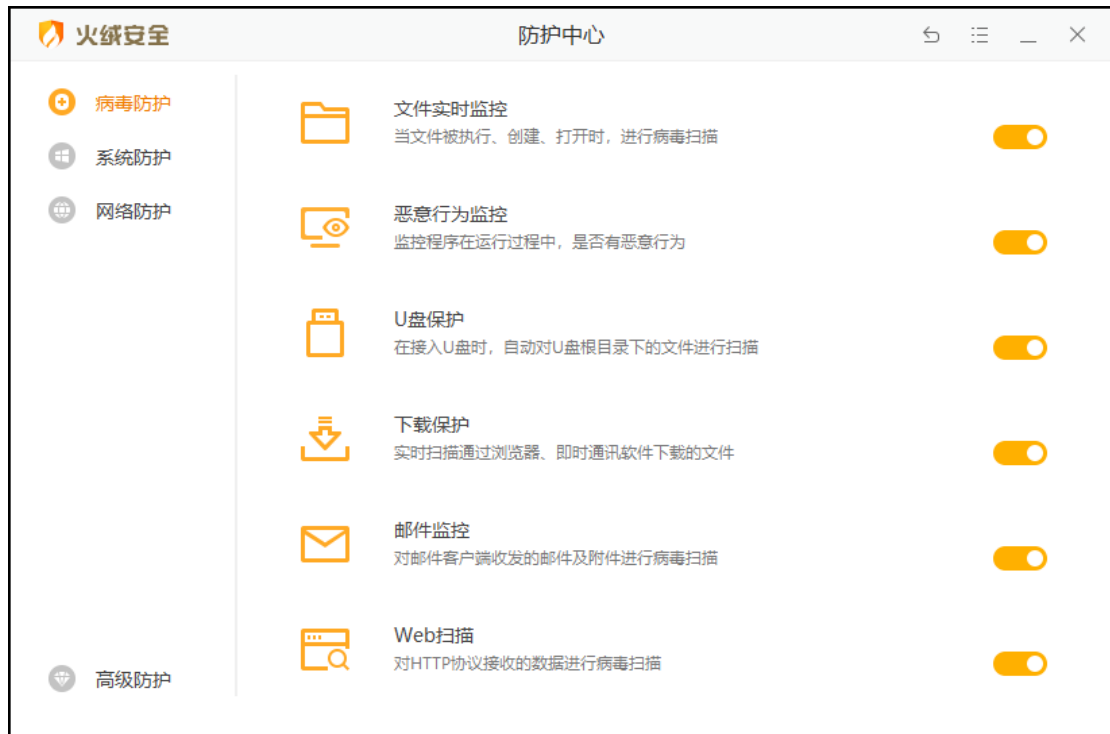 火绒安全
防护中心
病毒防护
系统防护
网络防护
高级防护
文件实时监控
当文件被执行、创建、打开时，进行病毒扫描
恶意行为监控
监控程序在运行过程中，是否有恶意行为
U盘保护
在接入U盘时，自动对U盘根目录下的文件进行扫描
下载保护
实时扫描通过浏览器、即时通讯软件下载的文件
邮件监控
对邮件客户端收发的邮件及附件进行病毒扫描
Web扫描
对HTTP协议接收的数据进行病毒扫描